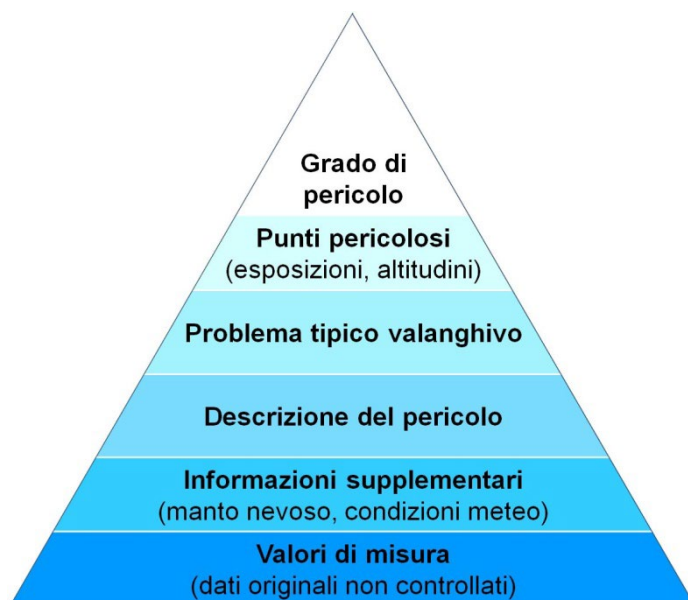 Grado di
pericolo
Punti pericolosi
(esposizioni, altitudini)
Problema tipico valanghivo
Descrizione del pericolo
Informazioni supplementari
(manto nevoso, condizioni meteo)
Valori di misura
(dati originali non controllati)